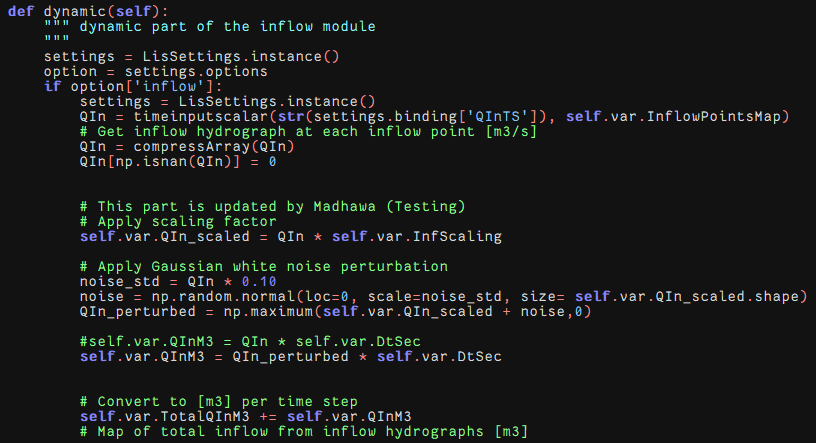 def dynamic(self):
    """ dynamic part of the inflow module
    """
    settings = LisSettings.instance()
    option = settings.options
    if option['inflow']:
        settings = LisSettings.instance()
        QIn = timeinputscalar(str(settings.binding['QInTS']), self.var.InflowPointsMap)
        # Get inflow hydrograph at each inflow point [m3/s]
        QIn = compressArray(QIn)
        QIn[np.isnan(QIn)] = 0
        # This part is updated by Madhawa (Testing)
        # Apply scaling factor
        self.var.QIn_scaled = QIn * self.var.InfScaling
        # Apply Gaussian white noise perturbation
        noise_std = QIn * 0.10
        noise = np.random.normal(loc=0, scale=noise_std, size= self.var.QIn_scaled.shape)
        QIn_perturbed = np.maximum(self.var.QIn_scaled + noise,0)
        #self.var.QInM3 = QIn * self.var.DtSec
        self.var.QInM3 = QIn_perturbed * self.var.DtSec
        # Convert to [m3] per time step
        self.var.TotalQInM3 += self.var.QInM3
        # Map of total inflow from inflow hydrographs [m3]